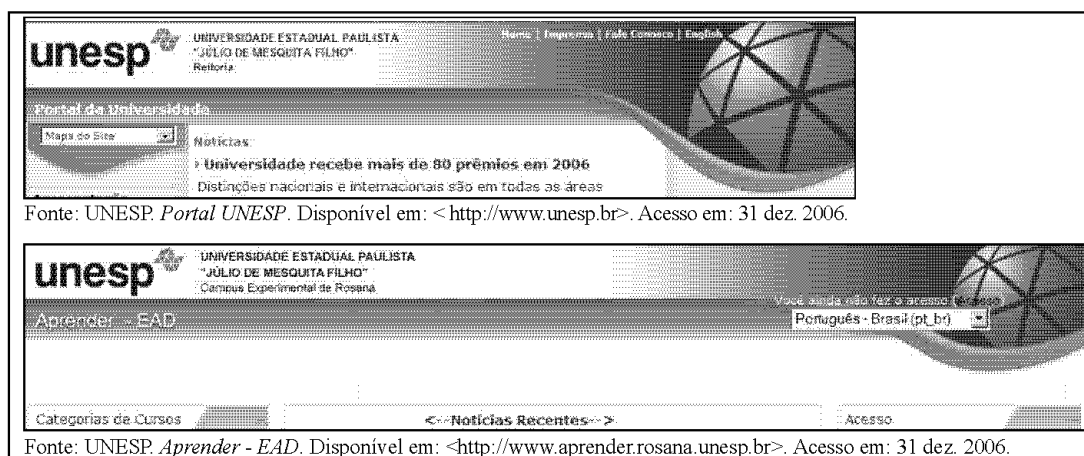 unesp
UNIVERSIDADE ESTADUAL PAULISTA
"JÚLIO DE MESQUITA FILHO"
Reitoria
Home | Imprensa | Fale Conosco | English
Portal da Universidade
Mapa do Site
Notícias:
› Universidade recebe mais de 80 prêmios em 2006
Distinções nacionais e internacionais são em todas as áreas
Fonte: UNESP. Portal UNESP. Disponível em: < http://www.unesp.br>. Acesso em: 31 dez. 2006.
unesp
UNIVERSIDADE ESTADUAL PAULISTA
"JÚLIO DE MESQUITA FILHO"
Campus Experimental de Rosana
Você ainda não fez o acesso (Acesso)
Aprender - EAD
Português - Brasil (pt_br)
Categorias de Cursos
<--Notícias Recentes-->
Acesso
Fonte: UNESP. Aprender - EAD. Disponível em: <http://www.aprender.rosana.unesp.br>. Acesso em: 31 dez. 2006.